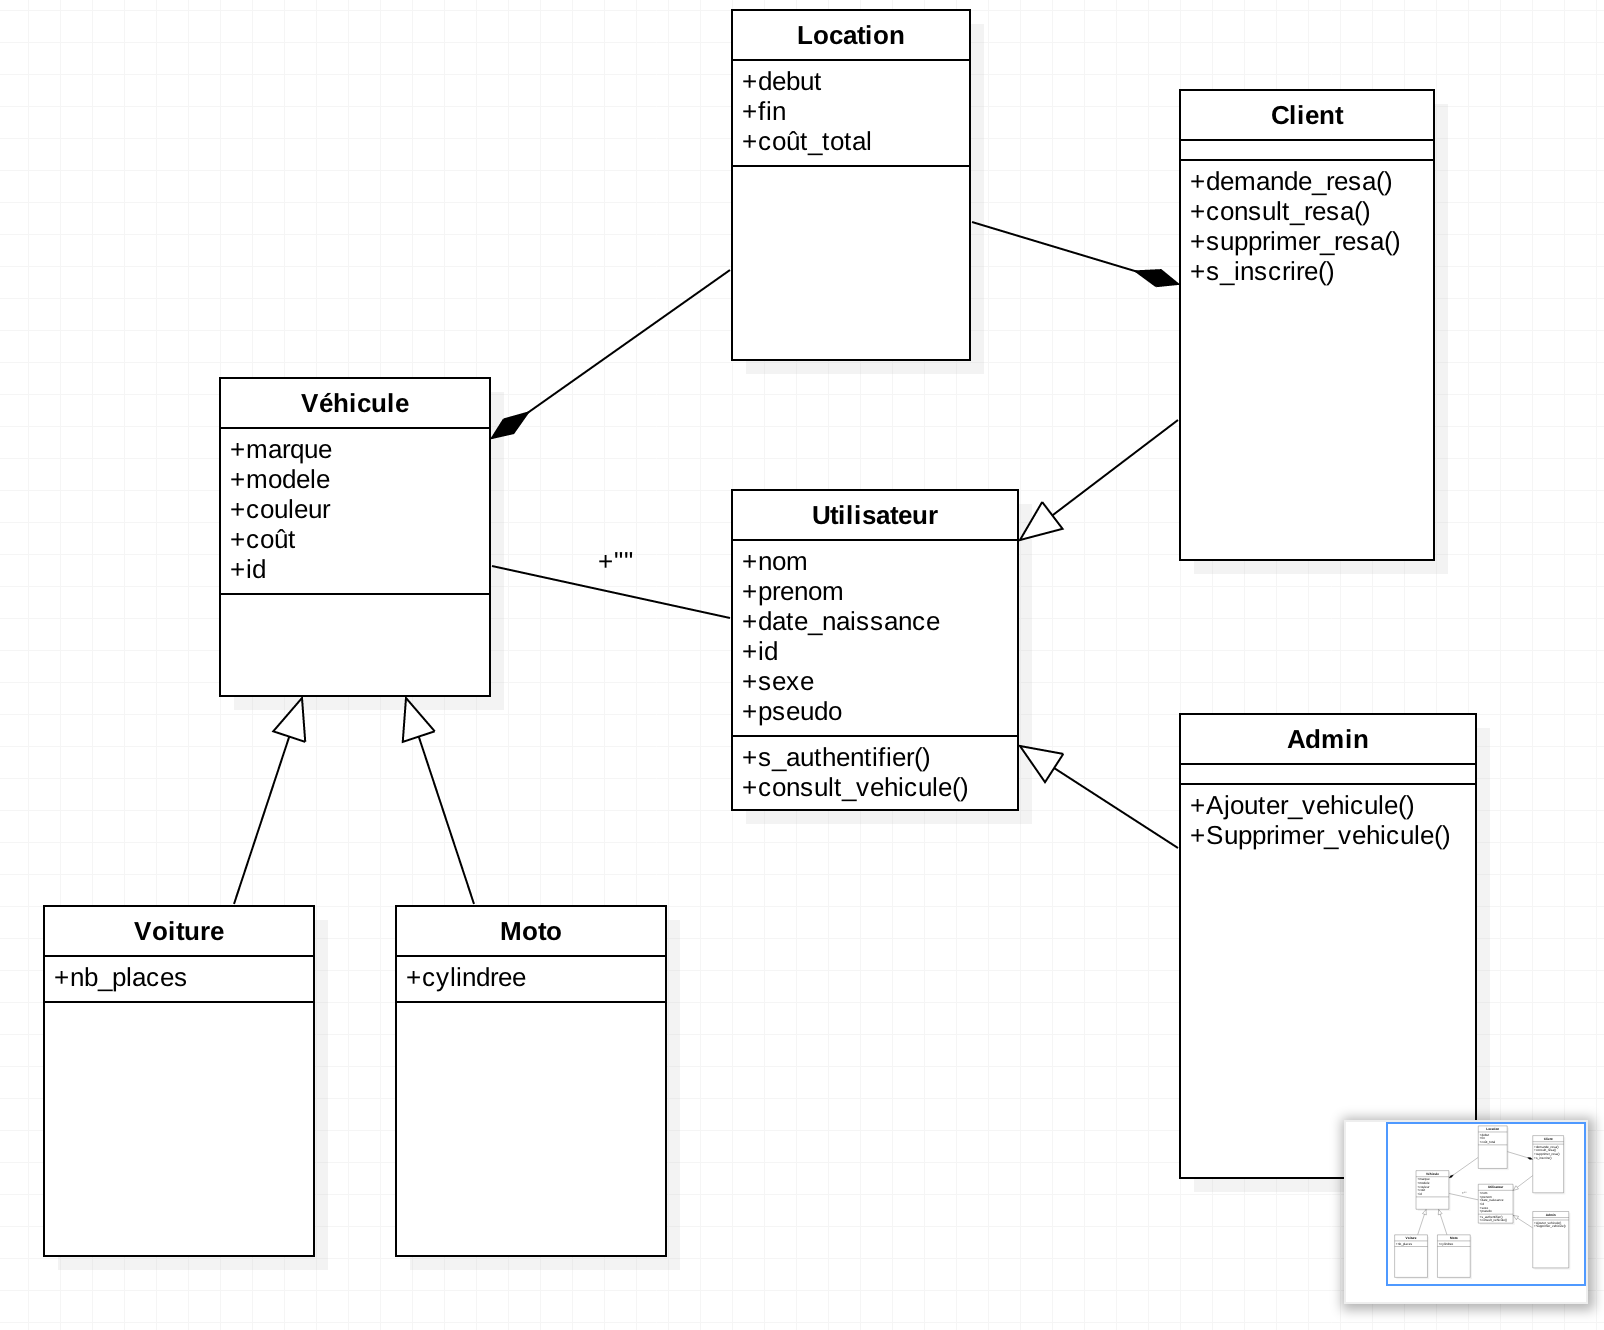 Location
+debut
+fin
+coût_total
Client
+demande_resa()
+consult_resa()
+supprimer_resa()
+s_inscrire()
Véhicule
+marque
+modele
+couleur
+coût
+id
+""
Utilisateur
+nom
+prenom
+date_naissance
+id
+sexe
+pseudo
+s_authentifier()
+consult_vehicule()
Admin
+Ajouter_vehicule()
+Supprimer_vehicule()
Voiture
+nb_places
Moto
+cylindree